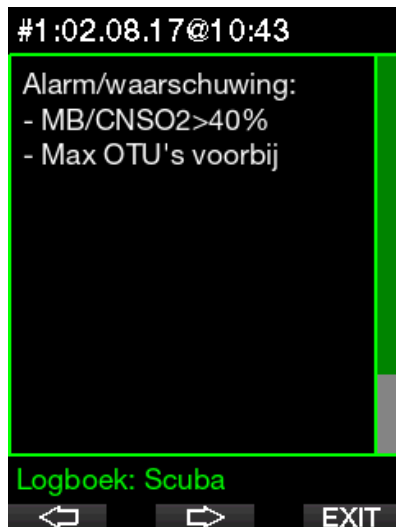 #1:02.08.17@10:43
Alarm/waarschuwing:
- MB/CNSO2>40%
- Max OTU's voorbij
Logboek: Scuba
EXIT